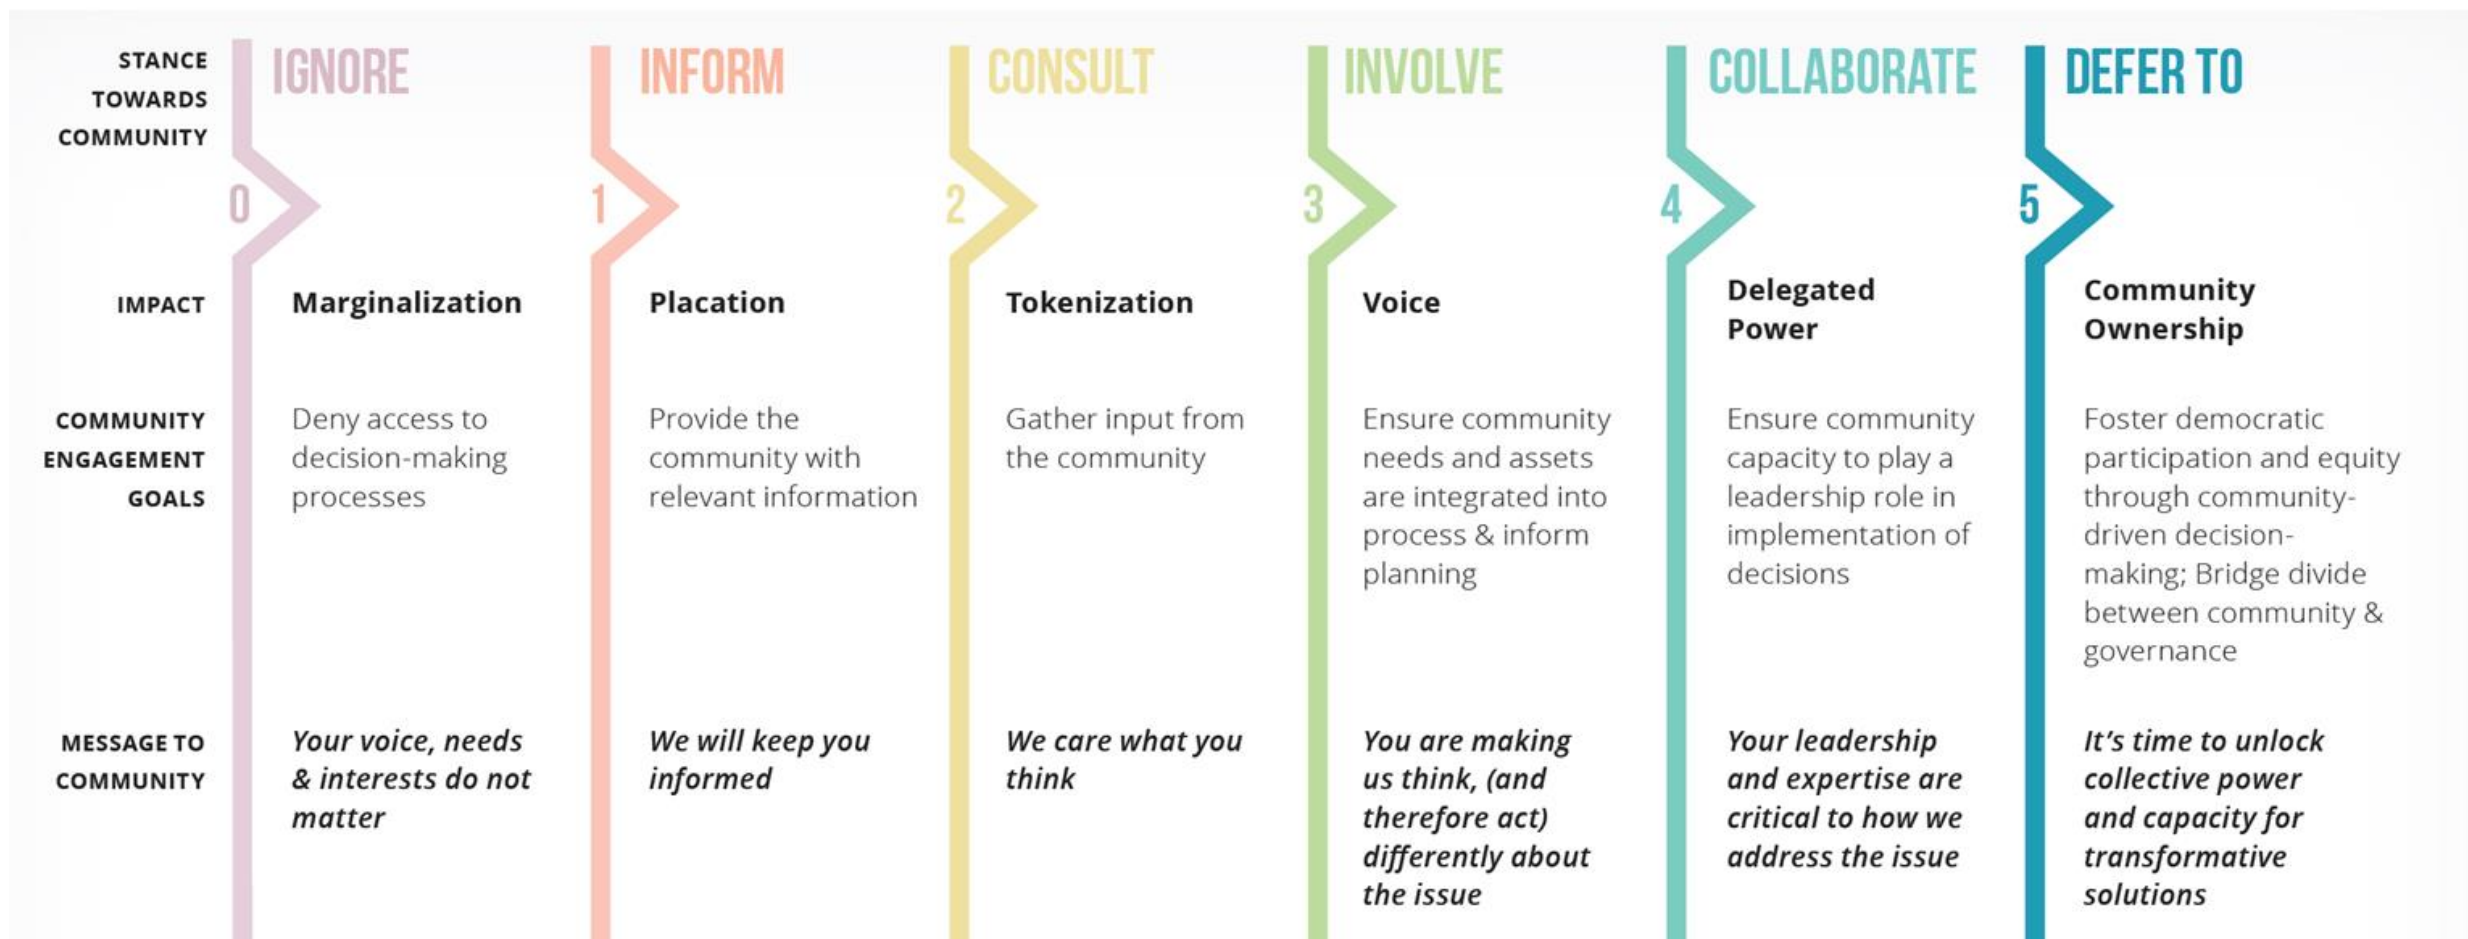 STANCE
TOWARDS
COMMUNITY
IGNORE
INFORM
CONSULT
INVOLVE
COLLABORATE
DEFER TO
0
1
2
3
4
5
IMPACT
Marginalization
Placation
Tokenization
Voice
Delegated
Power
Community
Ownership
COMMUNITY
ENGAGEMENT
GOALS
Deny access to
decision-making
processes
Provide the
community with
relevant information
Gather input from
the community
Ensure community
needs and assets
are integrated into
process & inform
planning
Ensure community
capacity to play a
leadership role in
implementation of
decisions
Foster democratic
participation and equity
through community-
driven decision-
making; Bridge divide
between community &
governance
MESSAGE TO
COMMUNITY
Your voice, needs
& interests do not
matter
We will keep you
informed
We care what you
think
You are making
us think, (and
therefore act)
differently about
the issue
Your leadership
and expertise are
critical to how we
address the issue
It's time to unlock
collective power
and capacity for
transformative
solutions